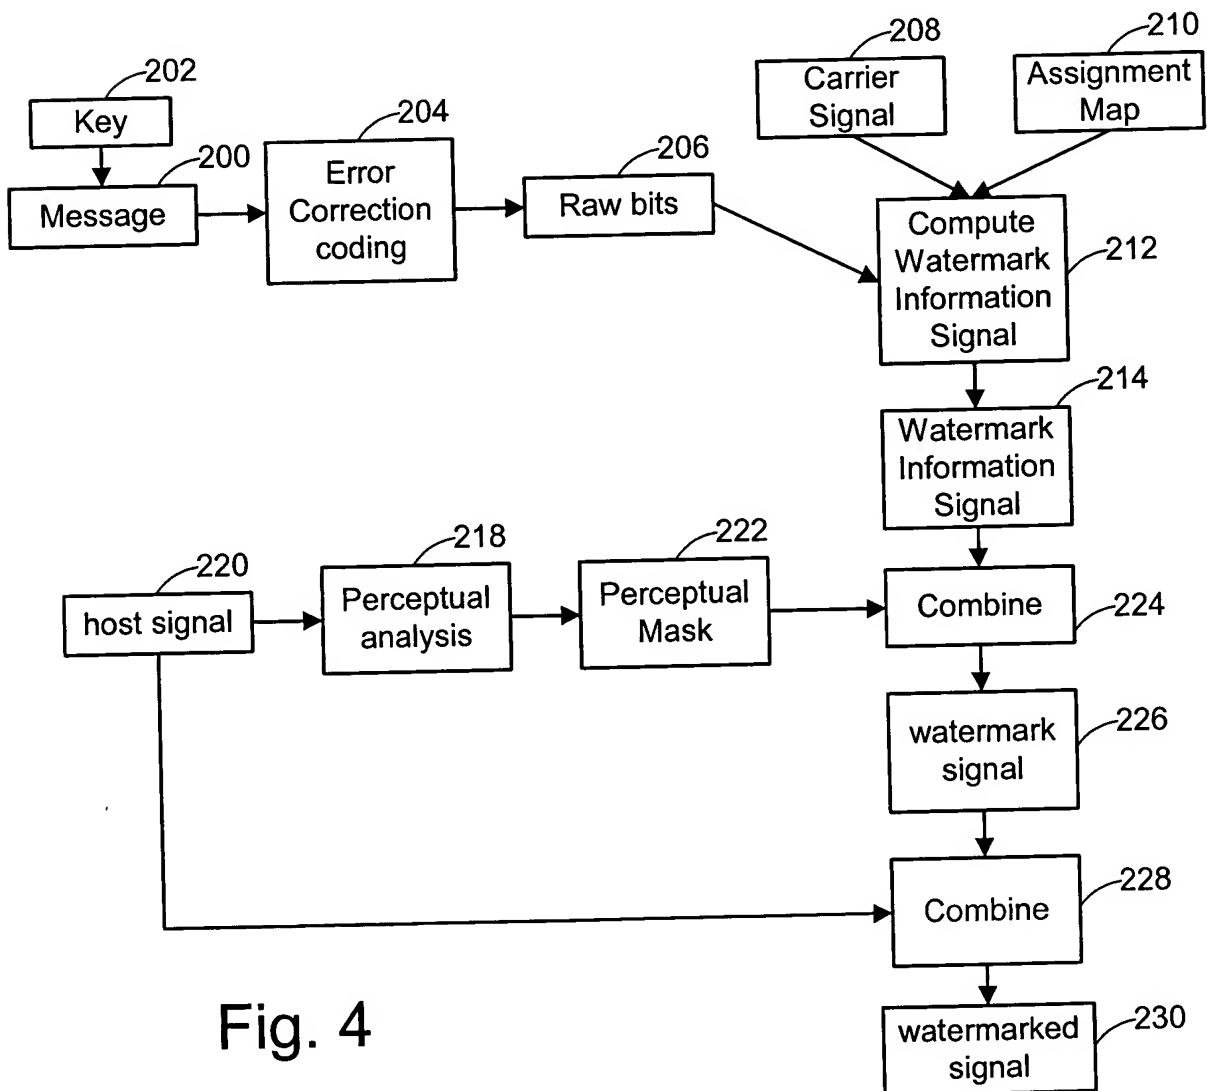 208
210
202
Carrier
Signal
Assignment
Map
Key
204
200
206
Error
Correction
coding
Message
Raw bits
Compute
Watermark
Information
Signal
212
214
Watermark
Information
Signal
218
222
220
host signal
Perceptual
analysis
Perceptual
Mask
Combine
224
watermark
signal
226
Combine
228
Fig. 4
watermarked
signal
230